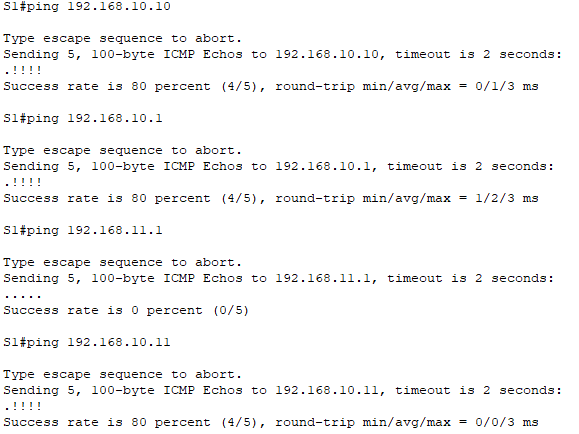 S1#ping 192.168.10.10
Type escape sequence to abort.
Sending 5, 100-byte ICMP Echos to 192.168.10.10, timeout is 2 seconds:
.!!!!
Success rate is 80 percent (4/5), round-trip min/avg/max = 0/1/3 ms
S1#ping 192.168.10.1
Type escape sequence to abort.
Sending 5, 100-byte ICMP Echos to 192.168.10.1, timeout is 2 seconds:
.!!!!
Success rate is 80 percent (4/5), round-trip min/avg/max = 1/2/3 ms
S1#ping 192.168.11.1
Type escape sequence to abort.
Sending 5, 100-byte ICMP Echos to 192.168.11.1, timeout is 2 seconds:
.....
Success rate is 0 percent (0/5)
S1#ping 192.168.10.11
Type escape sequence to abort.
Sending 5, 100-byte ICMP Echos to 192.168.10.11, timeout is 2 seconds:
.!!!!
Success rate is 80 percent (4/5), round-trip min/avg/max = 0/0/3 ms